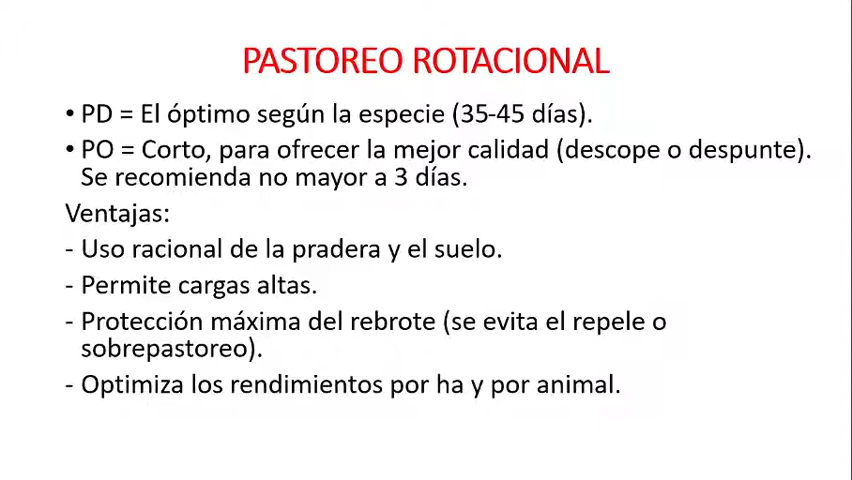 PASTOREO ROTACIONAL
• PD = El óptimo según la especie (35-45 días).
• PO = Corto, para ofrecer la mejor calidad (descope o despunte).
Se recomienda no mayor a 3 días.
Ventajas:
- Uso racional de la pradera y el suelo.
- Permite cargas altas.
- Protección máxima del rebrote (se evita el repele o
sobrepastoreo).
- Optimiza los rendimientos por ha y por animal.